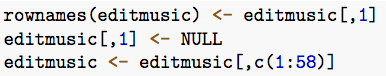 rownames(editmusic) <- editmusic[,1]
editmusic[,1] <- NULL
editmusic <- editmusic[,c(1:58)]